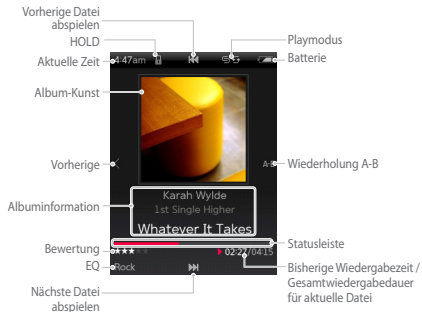 Vorherige Datei
abspielen
HOLD
Playmodus
Aktuelle Zeit
4:47am
Batterie
Album-Kunst
Vorherige
A-B
Wiederholung A-B
Karah Wylde
1st Single Higher
Albuminformation
Whatever It Takes
Statusleiste
Bewertung
02:27/04:15
EQ
Rock
Bisherige Wiedergabezeit /
Gesamtwiedergabedauer
für aktuelle Datei
Nächste Datei
abspielen